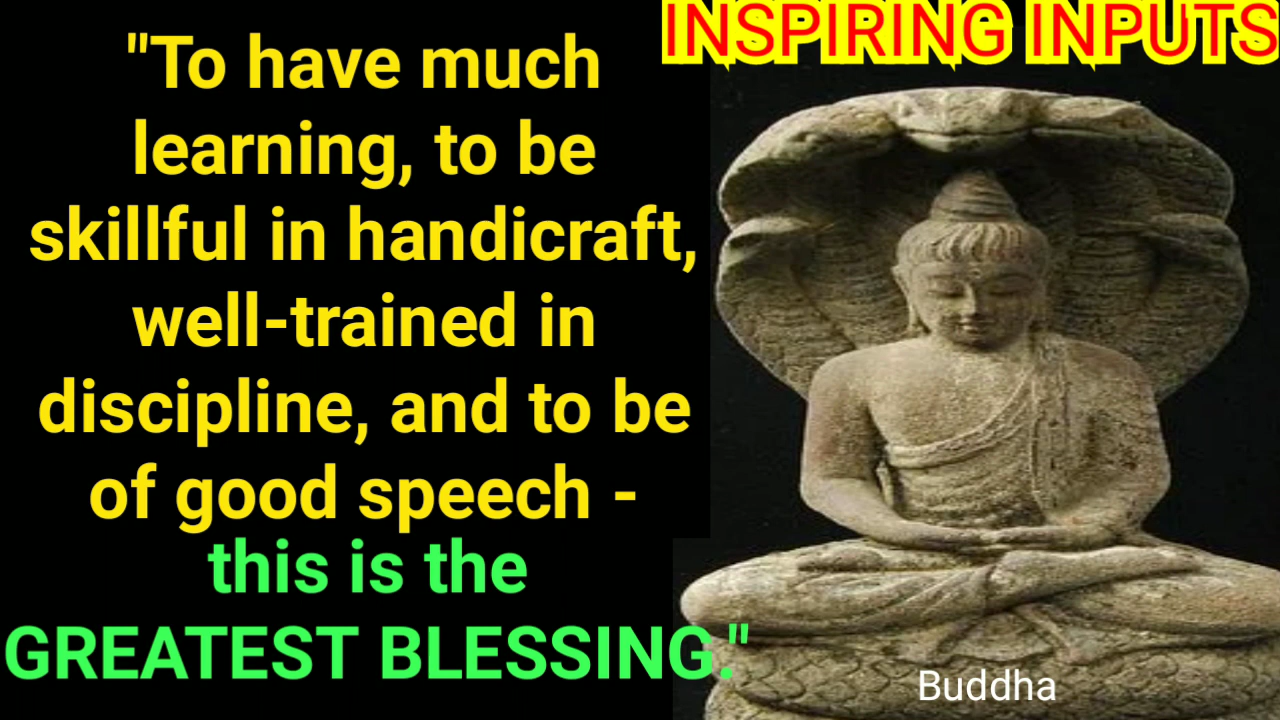 INSPIRING INPUTS
"To have much
learning, to be
skillful in handicraft,
well-trained in
discipline, and to be
of good speech -
this is the
GREATEST BLESSING."
Buddha